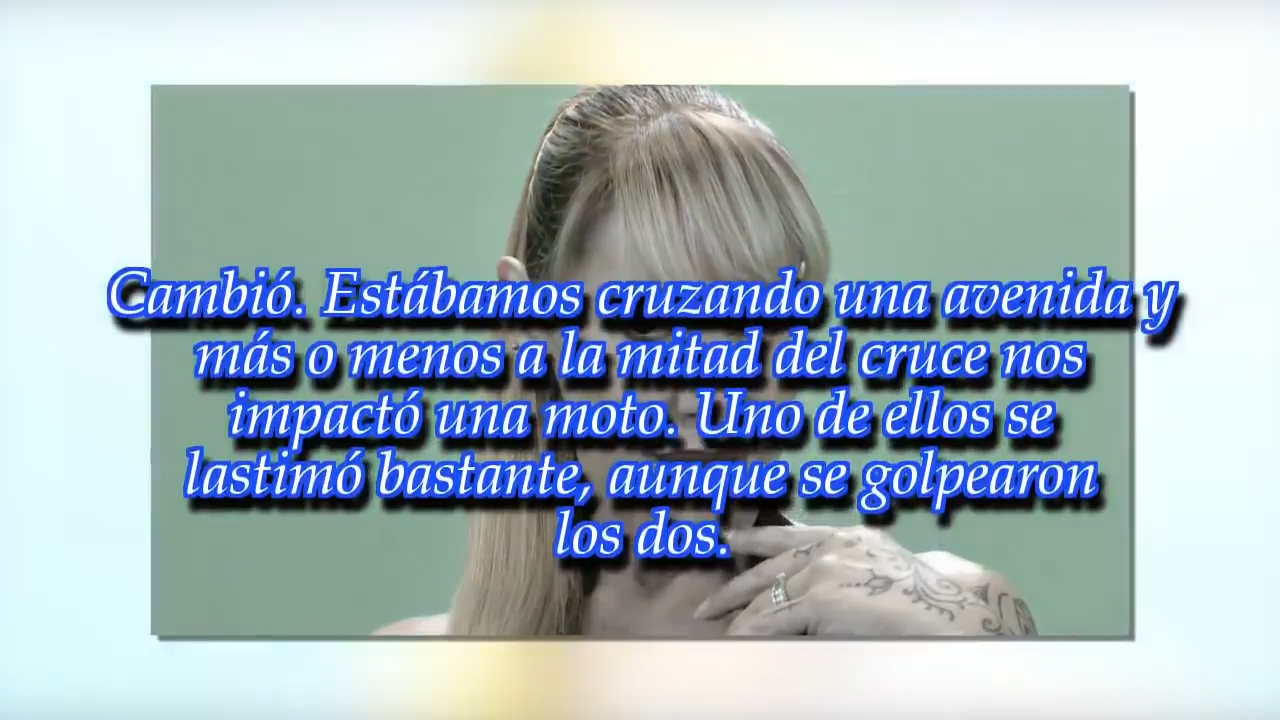 Cambió. Estábamos cruzando una avenida y
más o menos a la mitad del cruce nos
impactó una moto. Uno de ellos se
lastimó bastante, aunque se golpearon
los dos.